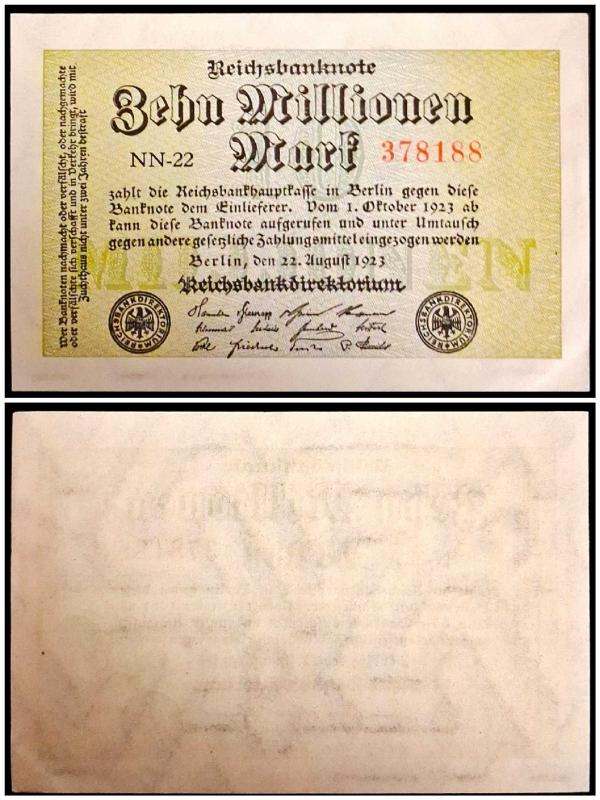 Reichsbanknote
Zehn Millionen
Mark
NN-22
378188
zahlt die Reichsbankhauptkasse in Berlin gegen diese
Banknote dem Einlieferer. Vom 1. Oktober 1923 ab
kann diese Banknote aufgerufen und unter Umtausch
gegen andere gesetzliche Zahlungsmittel eingezogen werden
Berlin, den 22. August 1923
Reichsbankdirektorium
REICHSBANKDIREKTORIUM
REICHSBANKDIREKTORIUM
Wer Banknoten nachmacht oder verfälscht, oder nachgemachte
oder verfälschte sich verschafft und in Verkehr bringt, wird mit
Zuchthaus nicht unter zwei Jahren bestraft